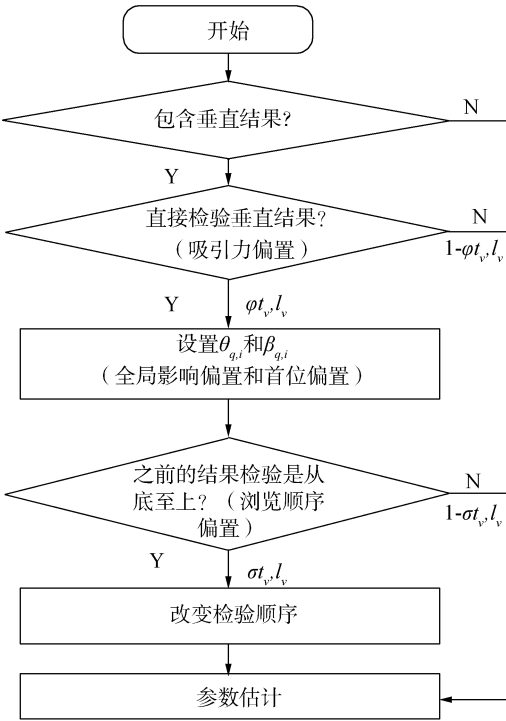 开始
包含垂直结果?
N
Y
直接检验垂直结果?
(吸引力偏置)
N
1-φt_v,l_v
Y
φt_v,l_v
设置θ_{q,i}和β_{q,i}
(全局影响偏置和首位偏置)
之前的结果检验是从
底至上? (浏览顺序
偏置)
N
1-σt_v,l_v
Y
σt_v,l_v
改变检验顺序
参数估计